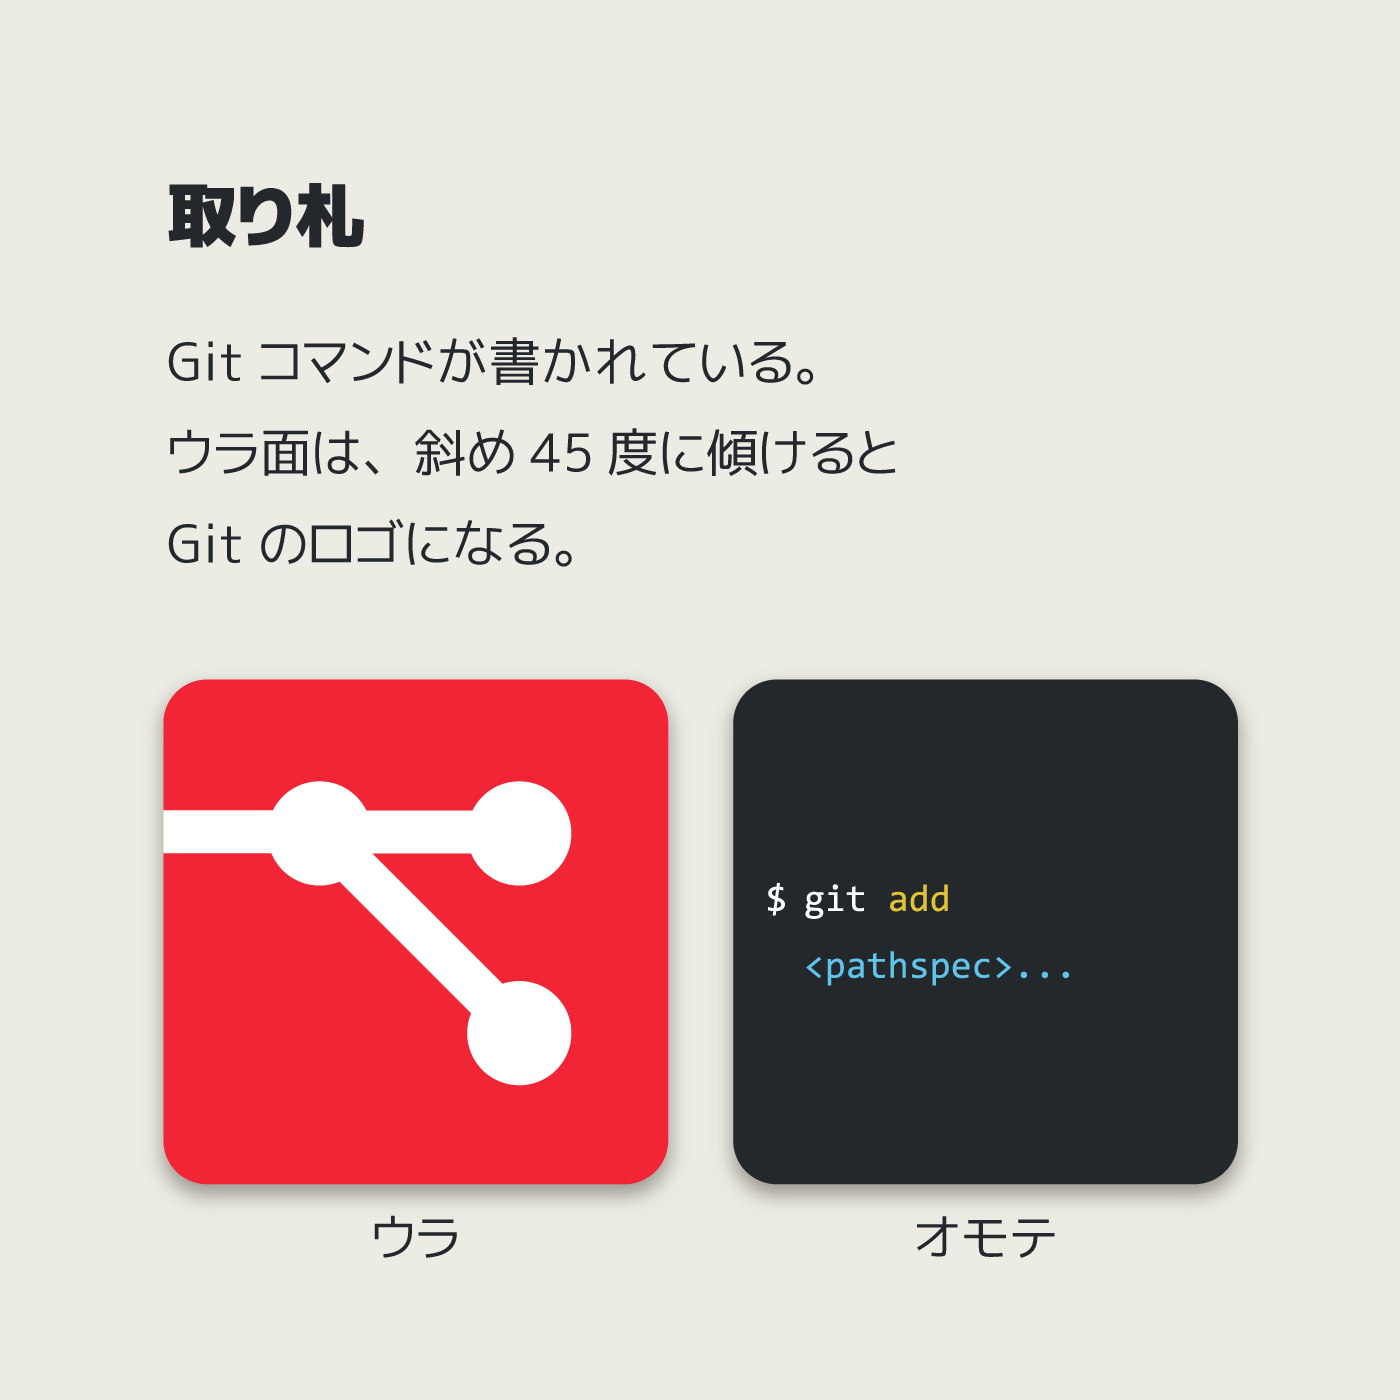 取り札
Git コマンドが書かれている。
ウラ面は、斜め 45 度に傾けると
Git のロゴになる。
$ git add
<pathspec>...
ウラ
オモテ